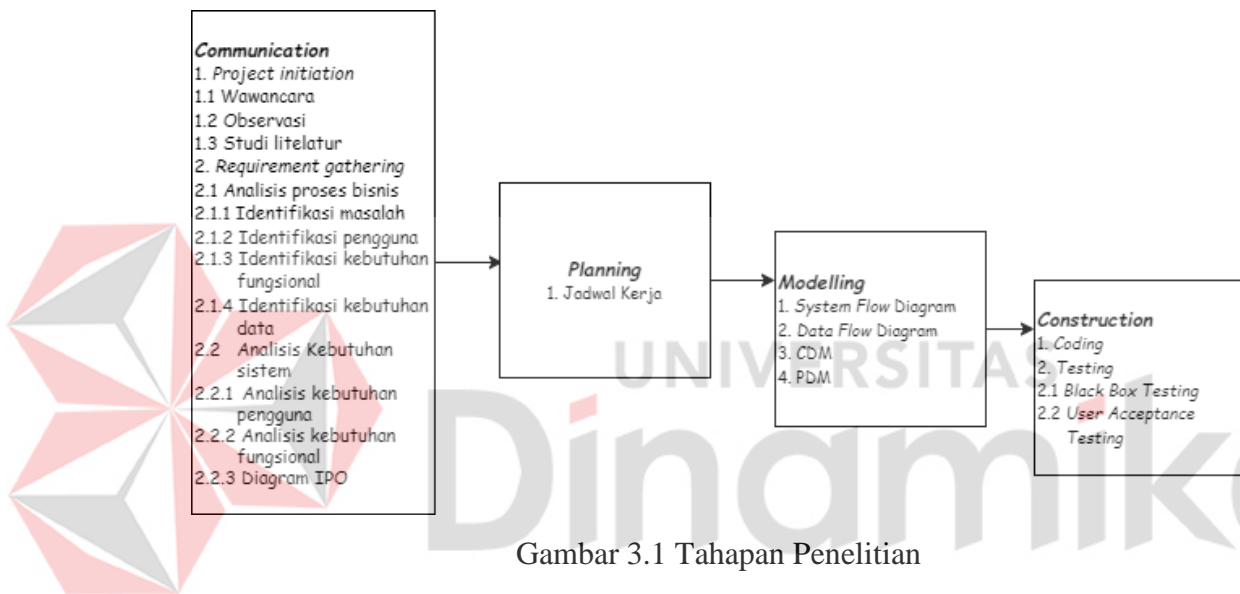 Communication
1. Project initiation
1.1 Wawancara
1.2 Observasi
1.3 Studi litelatur
2. Requirement gathering
2.1 Analisis proses bisnis
2.1.1 Identifikasi masalah
2.1.2 Identifikasi pengguna
2.1.3 Identifikasi kebutuhan
fungsional
2.1.4 Identifikasi kebutuhan
data
2.2 Analisis Kebutuhan
sistem
2.2.1 Analisis kebutuhan
pengguna
2.2.2 Analisis kebutuhan
fungsional
2.2.3 Diagram IPO
Planning
1. Jadwal Kerja
Modelling
1. System Flow Diagram
2. Data Flow Diagram
3. CDM
4. PDM
Construction
1. Coding
2. Testing
2.1 Black Box Testing
2.2 User Acceptance
Testing
UNIVERSITAS
Dinamika
Gambar 3.1 Tahapan Penelitian